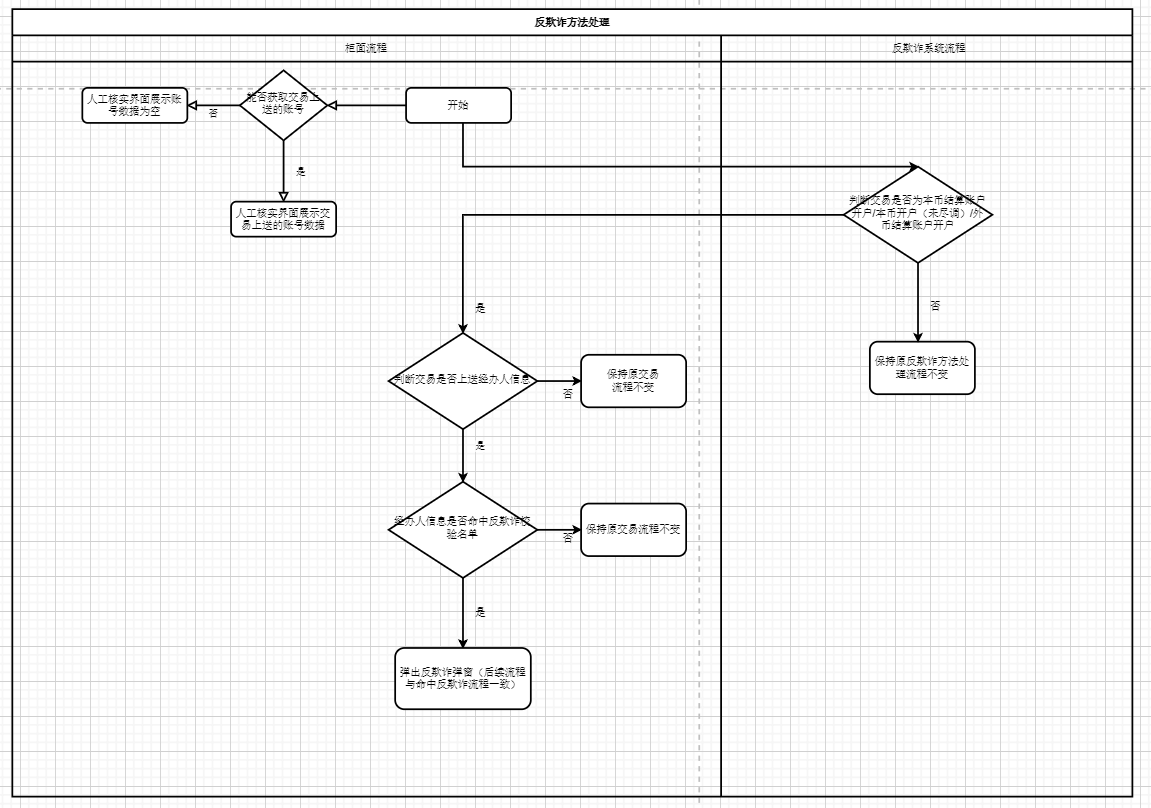 反欺诈方法处理
柜面流程
反欺诈系统流程
人工核实界面展示账
号数据为空
否
能否获取交易上
送的账号
开始
是
人工核实界面展示交
易上送的账号数据
判断交易是否为本币结算账户
开户/本币开户（未尽调）/外
币结算账户开户
是
否
判断交易是否上送经办人信息
否
保持原交易
流程不变
保持原反欺诈方法处
理流程不变
是
经办人信息是否命中反欺诈校
验名单
否
保持原交易流程不变
是
弹出反欺诈弹窗（后续流程
与命中反欺诈流程一致）